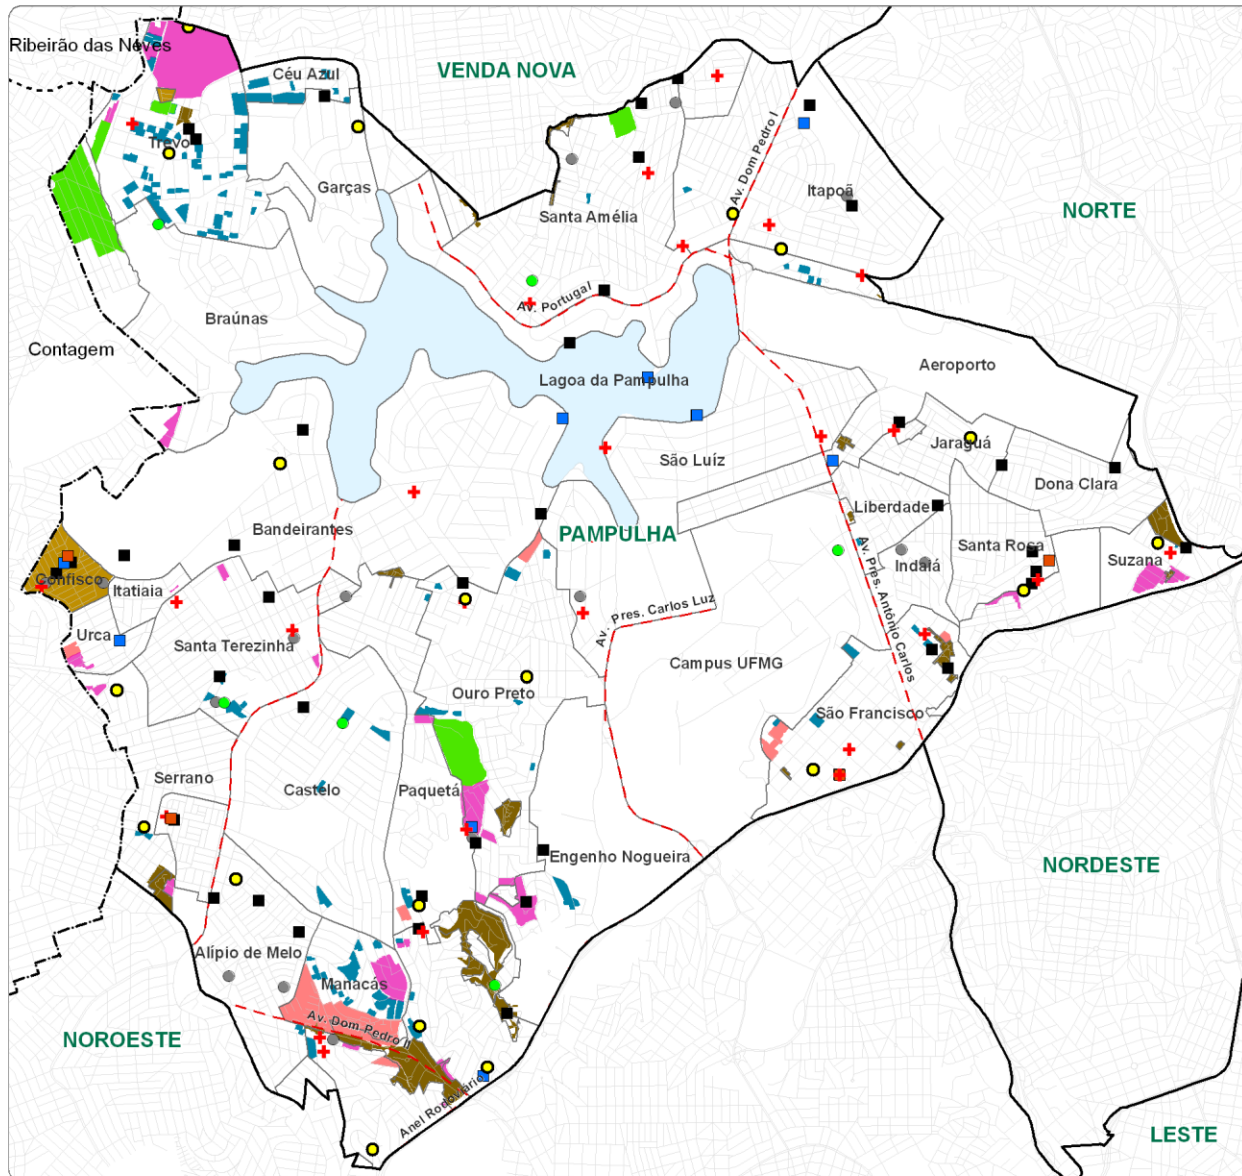 Ribeirão das Neves
Céu Azul
VENDA NOVA
Trevo
Garças
Santa Amélia
Av. Dom Pedro I
Itapoã
NORTE
Braúnas
Av. Portugal
Contagem
Lagoa da Pampulha
Aeroporto
São Luíz
Jaraguá
Dona Clara
Bandeirantes
PAMPULHA
Liberdade
Santa Rosa
Indaiá
Suzana
Confisco
Itatiaia
Urca
Santa Terezinha
Av. Pres. Carlos Luz
Av. Pres. Antônio Carlos
Campus UFMG
Ouro Preto
São Francisco
Serrano
Castelo
Paquetá
Engenho Nogueira
NORDESTE
Alípio de Melo
Manacás
Av. Dom Pedro II
NOROESTE
Anel Rodoviário
LESTE